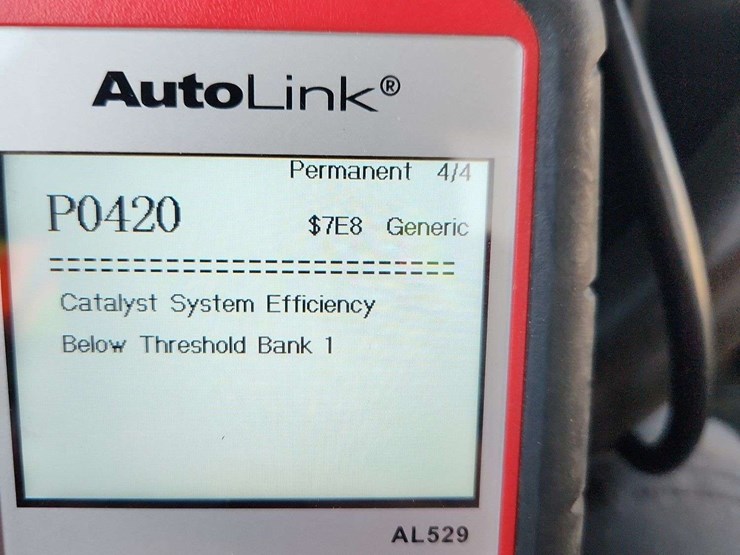 AutoLink®
Permanent 4/4
P0420 $7E8 Generic
==========================
Catalyst System Efficiency
Below Threshold Bank 1
AL529